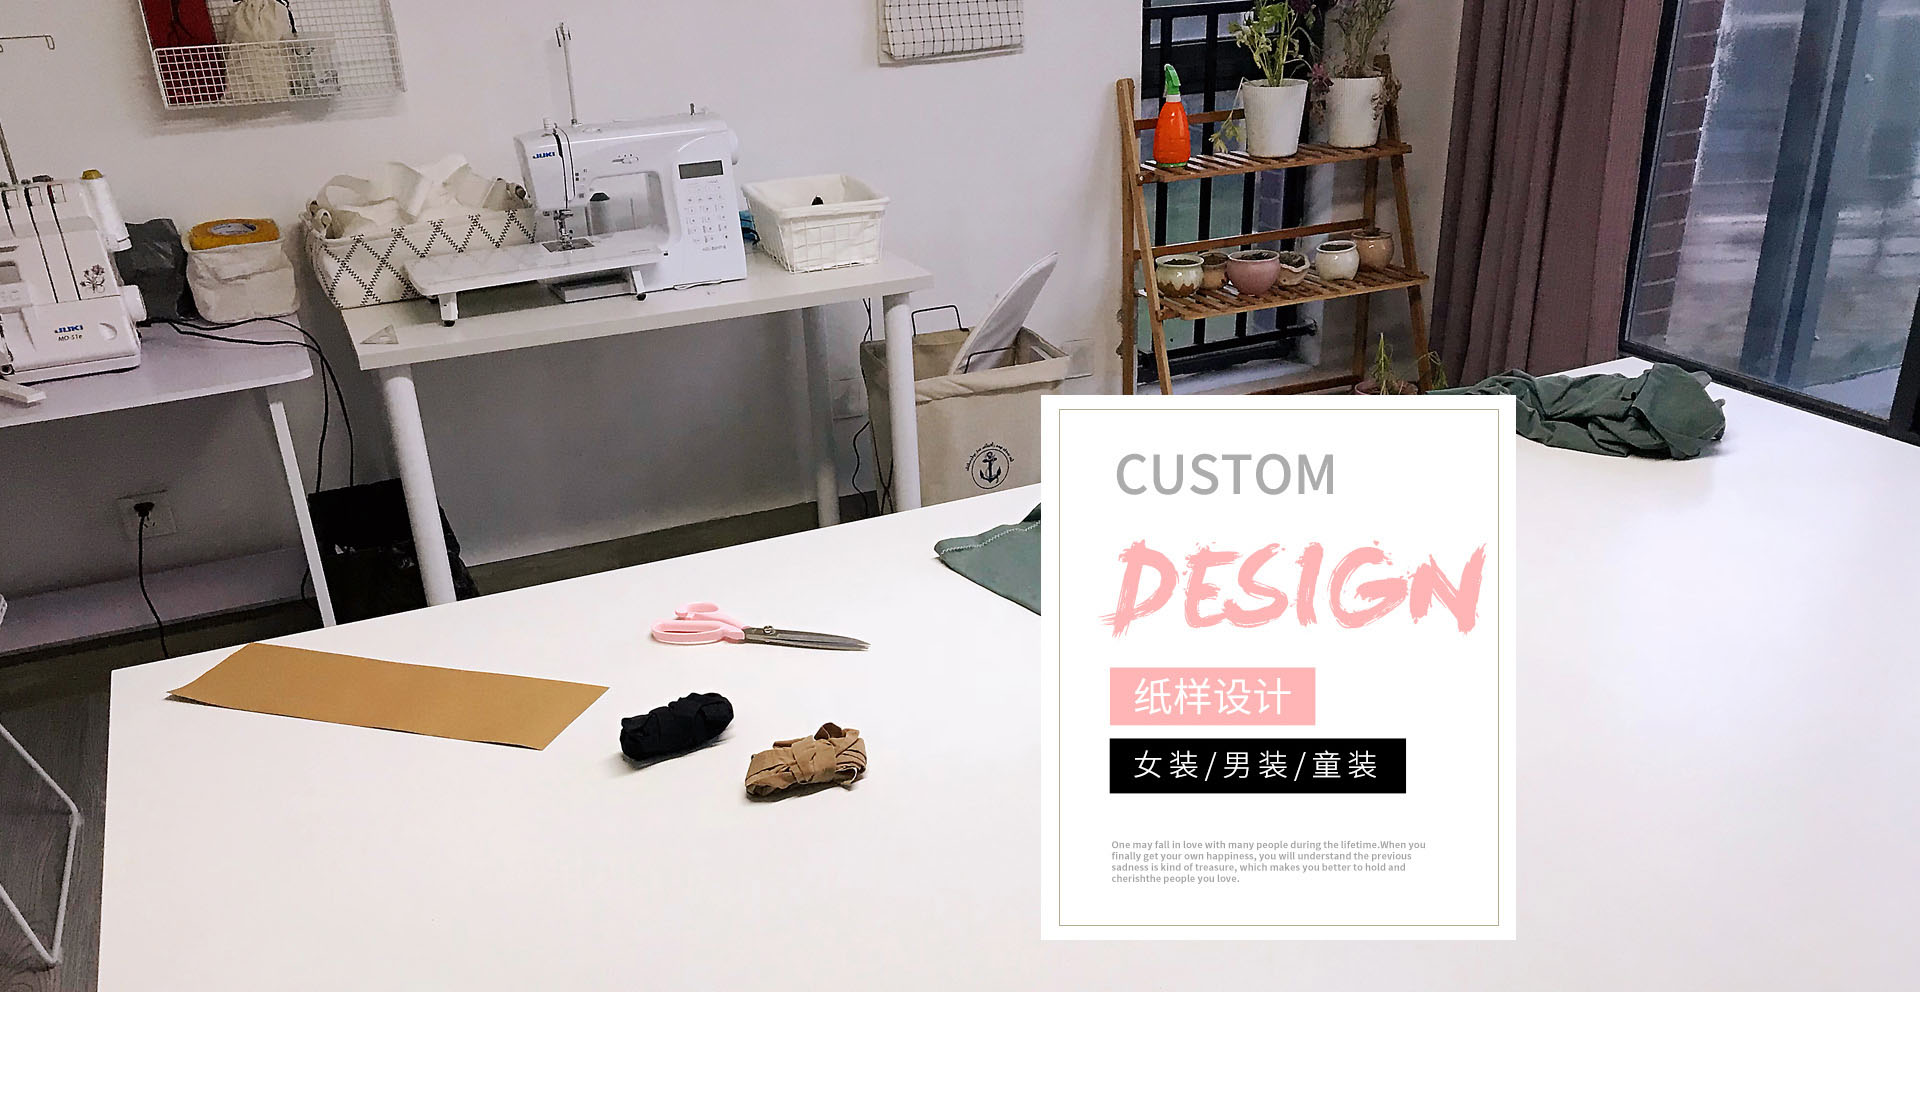 JUKI
JUKI
MO-51e
CUSTOM
DESIGN
纸样设计
女装/男装/童装
One may fall in love with many people during the lifetime.When you
finally get your own happiness, you will understand the previous
sadness is kind of treasure, which makes you better to hold and
cherishthe people you love.